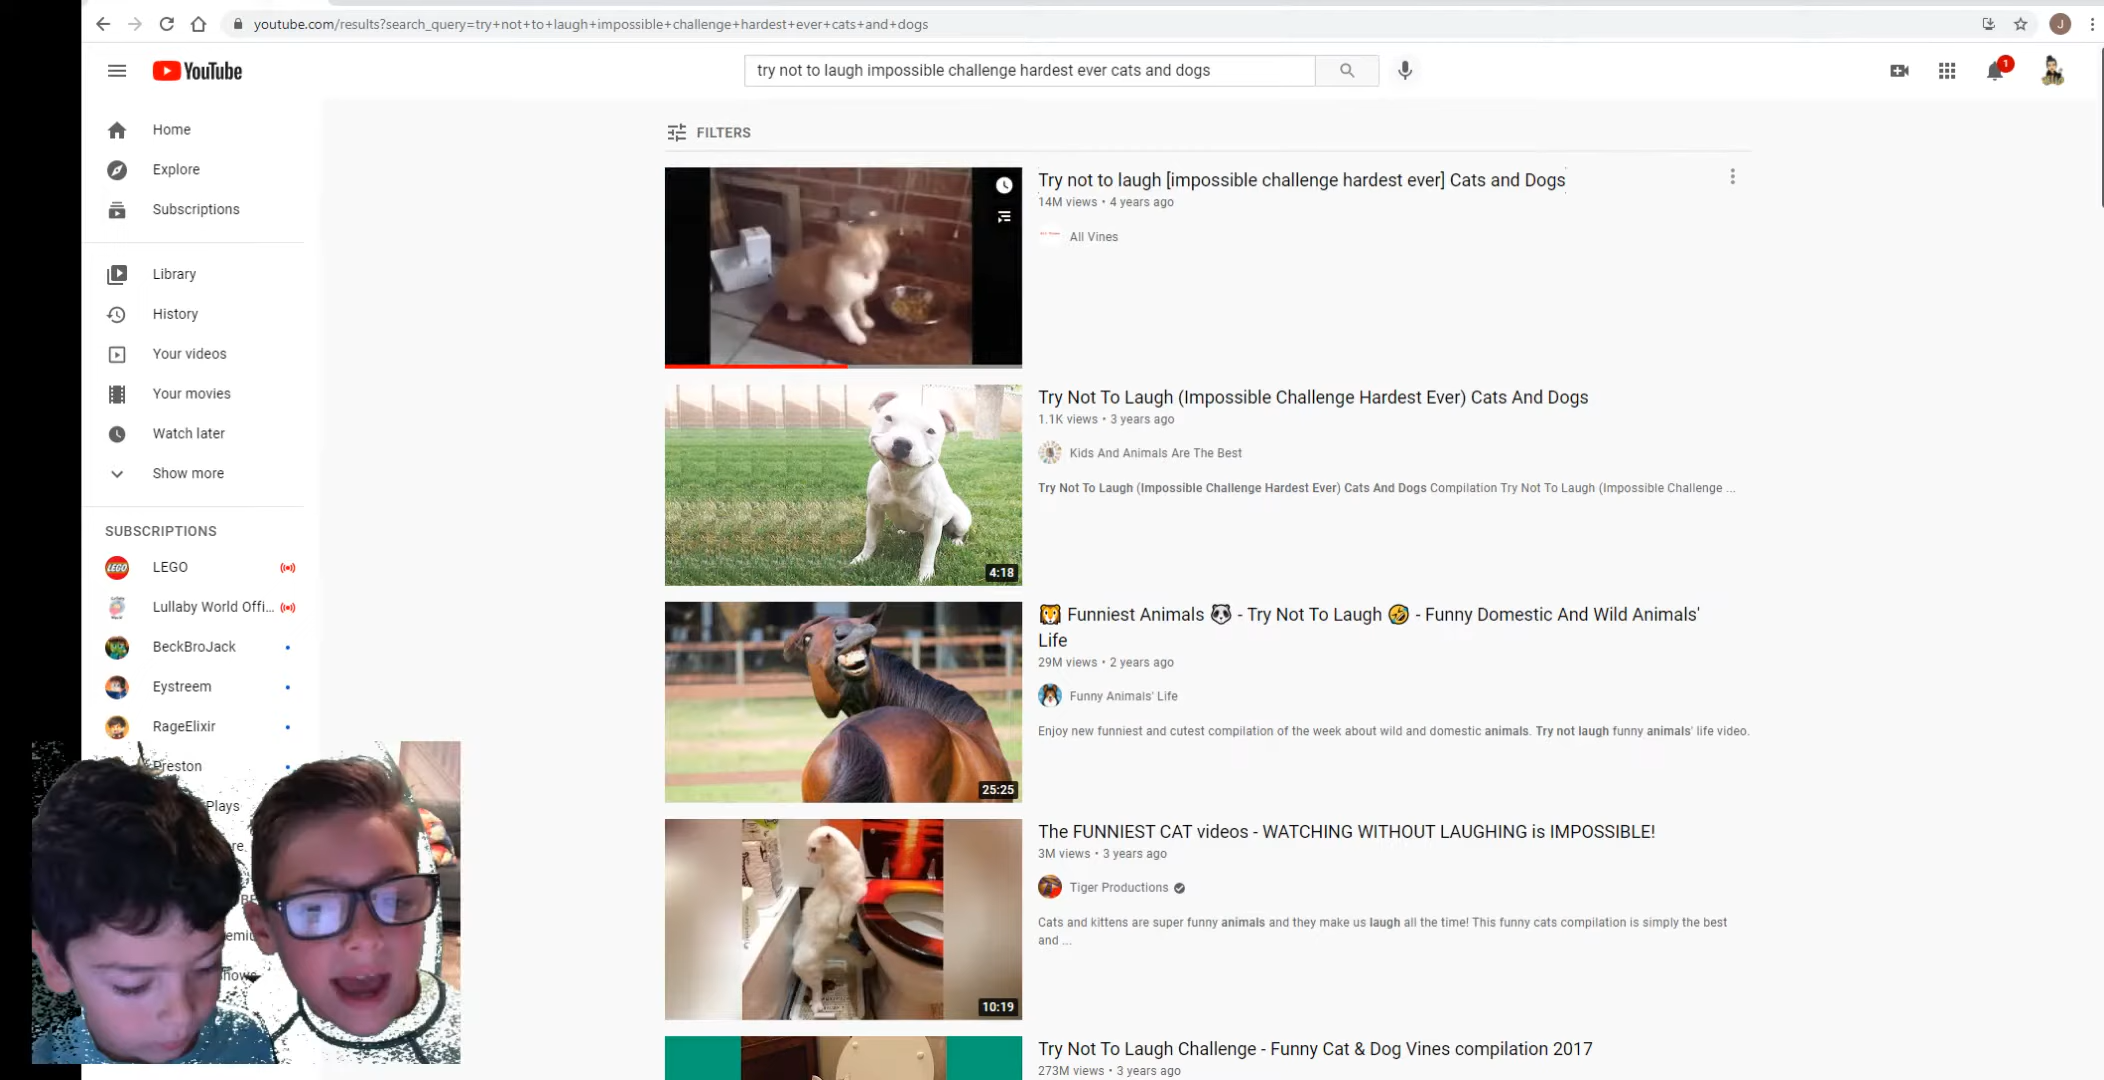 youtube.com/results?search_query=try+not+to+laugh+impossible+challenge+hardest+ever+cats+and+dogs
J
YouTube
try not to laugh impossible challenge hardest ever cats and dogs
1
Home
Explore
Subscriptions
Library
History
Your videos
Your movies
Watch later
Show more
SUBSCRIPTIONS
LEGO
Lullaby World Offi...
BeckBroJack
Eystreem
RageElixir
Preston
Plays
FILTERS
Try not to laugh [impossible challenge hardest ever] Cats and Dogs
14M views • 4 years ago
All Vines
Try Not To Laugh (Impossible Challenge Hardest Ever) Cats And Dogs
1.1K views • 3 years ago
Kids And Animals Are The Best
Try Not To Laugh (Impossible Challenge Hardest Ever) Cats And Dogs Compilation Try Not To Laugh (Impossible Challenge ...
4:18
🐯 Funniest Animals 🐼 - Try Not To Laugh 🤣 - Funny Domestic And Wild Animals'
Life
29M views • 2 years ago
Funny Animals' Life
Enjoy new funniest and cutest compilation of the week about wild and domestic animals. Try not laugh funny animals' life video.
25:25
The FUNNIEST CAT videos - WATCHING WITHOUT LAUGHING is IMPOSSIBLE!
3M views • 3 years ago
Tiger Productions
Cats and kittens are super funny animals and they make us laugh all the time! This funny cats compilation is simply the best
and ...
10:19
Try Not To Laugh Challenge - Funny Cat & Dog Vines compilation 2017
273M views • 3 years ago